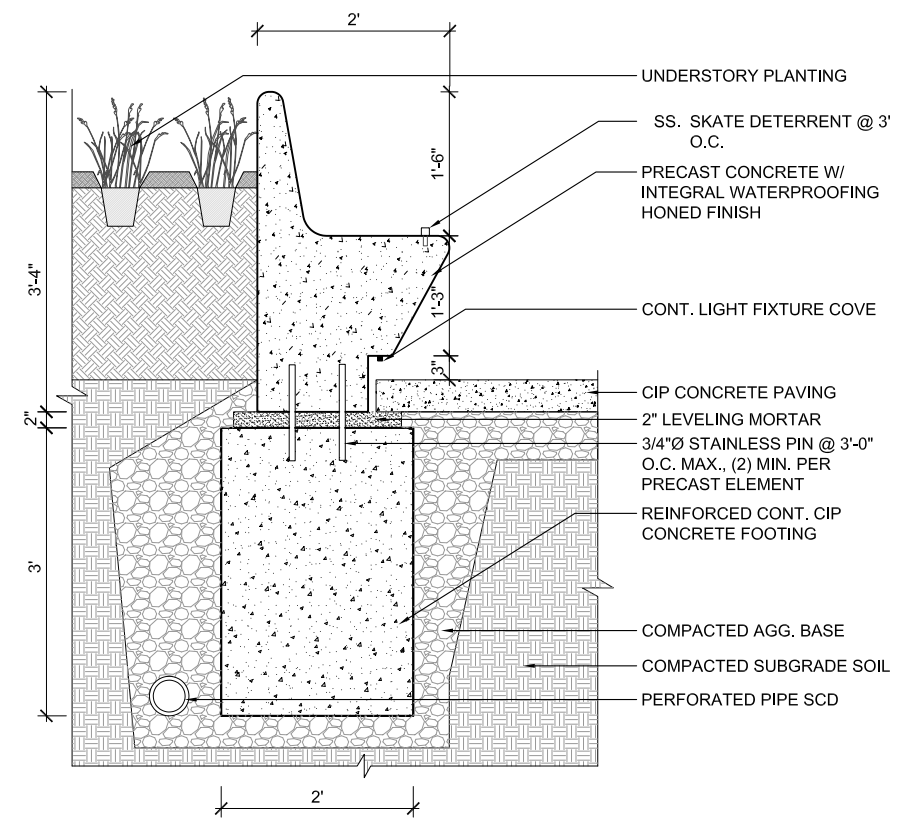 2'
UNDERSTORY PLANTING
SS. SKATE DETERRENT @ 3'
O.C.
PRECAST CONCRETE W/
INTEGRAL WATERPROOFING
HONED FINISH
CONT. LIGHT FIXTURE COVE
CIP CONCRETE PAVING
2" LEVELING MORTAR
3/4"Ø STAINLESS PIN @ 3'-0"
O.C. MAX., (2) MIN. PER
PRECAST ELEMENT
REINFORCED CONT. CIP
CONCRETE FOOTING
COMPACTED AGG. BASE
COMPACTED SUBGRADE SOIL
PERFORATED PIPE SCD
3'-4"
2"
3'
1'-6"
1'-3"
3"
2'